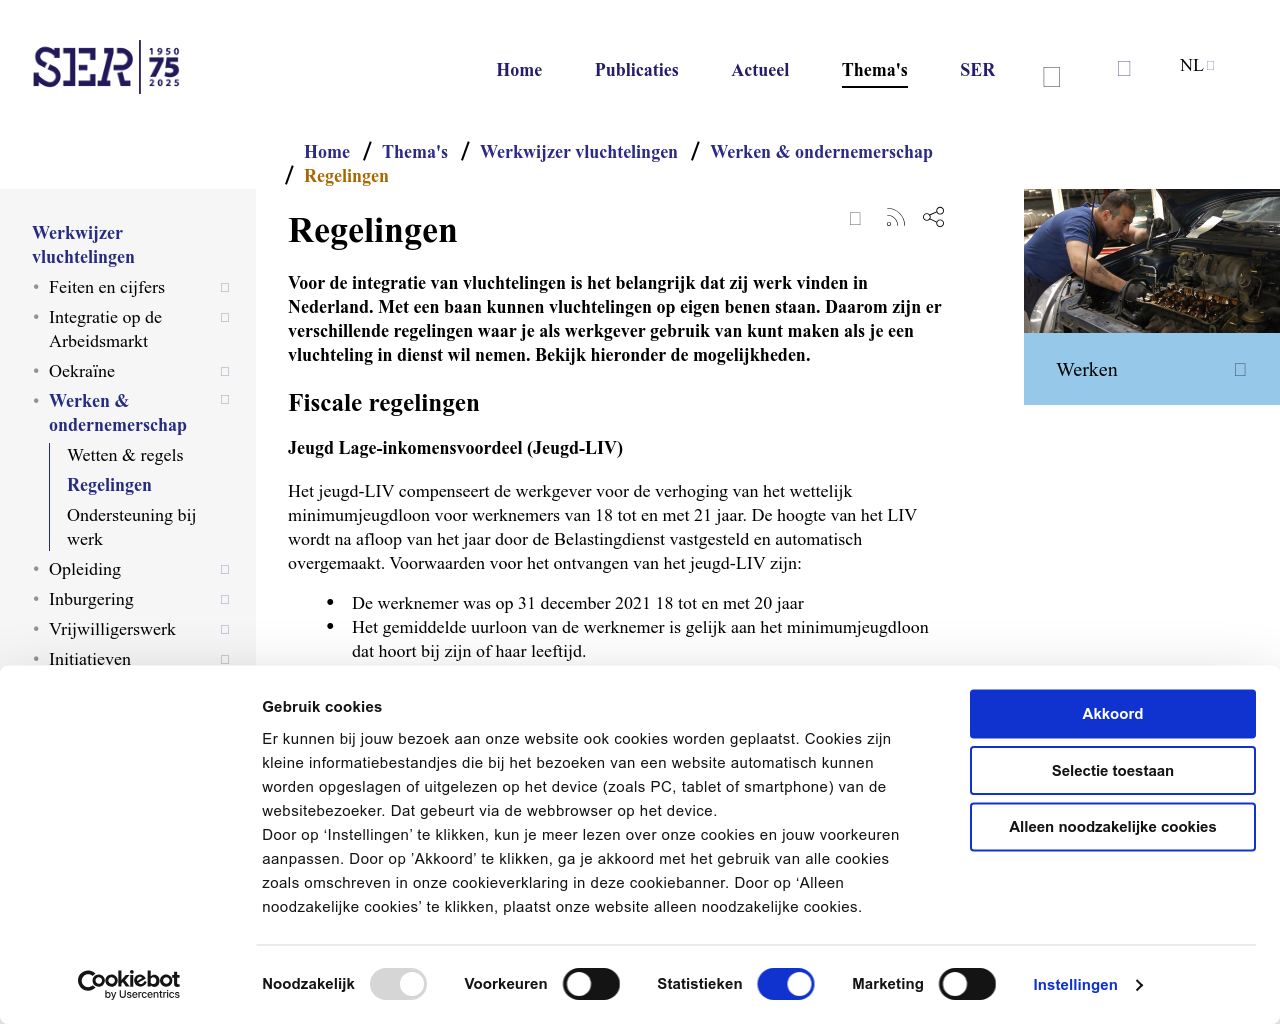 SER 1950 75 2025
Home Publicaties Actueel Thema's SER NL
Home / Thema's / Werkwijzer vluchtelingen / Werken & ondernemerschap
/ Regelingen
Werkwijzer
vluchtelingen
• Feiten en cijfers
• Integratie op de
Arbeidsmarkt
• Oekraïne
• Werken &
ondernemerschap
Wetten & regels
Regelingen
Ondersteuning bij
werk
• Opleiding
• Inburgering
• Vrijwilligerswerk
• Initiatieven
Regelingen
Voor de integratie van vluchtelingen is het belangrijk dat zij werk vinden in
Nederland. Met een baan kunnen vluchtelingen op eigen benen staan. Daarom zijn er
verschillende regelingen waar je als werkgever gebruik van kunt maken als je een
vluchteling in dienst wil nemen. Bekijk hieronder de mogelijkheden.
Fiscale regelingen
Jeugd Lage-inkomensvoordeel (Jeugd-LIV)
Het jeugd-LIV compenseert de werkgever voor de verhoging van het wettelijk
minimumjeugdloon voor werknemers van 18 tot en met 21 jaar. De hoogte van het LIV
wordt na afloop van het jaar door de Belastingdienst vastgesteld en automatisch
overgemaakt. Voorwaarden voor het ontvangen van het jeugd-LIV zijn:
• De werknemer was op 31 december 2021 18 tot en met 20 jaar
• Het gemiddelde uurloon van de werknemer is gelijk aan het minimumjeugdloon
dat hoort bij zijn of haar leeftijd.
Werken
Gebruik cookies
Er kunnen bij jouw bezoek aan onze website ook cookies worden geplaatst. Cookies zijn
kleine informatiebestandjes die bij het bezoeken van een website automatisch kunnen
worden opgeslagen of uitgelezen op het device (zoals PC, tablet of smartphone) van de
websitebezoeker. Dat gebeurt via de webbrowser op het device.
Door op ‘Instellingen’ te klikken, kun je meer lezen over onze cookies en jouw voorkeuren
aanpassen. Door op ’Akkoord’ te klikken, ga je akkoord met het gebruik van alle cookies
zoals omschreven in onze cookieverklaring in deze cookiebanner. Door op ‘Alleen
noodzakelijke cookies’ te klikken, plaatst onze website alleen noodzakelijke cookies.
Akkoord
Selectie toestaan
Alleen noodzakelijke cookies
Cookiebot
by Usercentrics
Noodzakelijk Voorkeuren Statistieken Marketing Instellingen